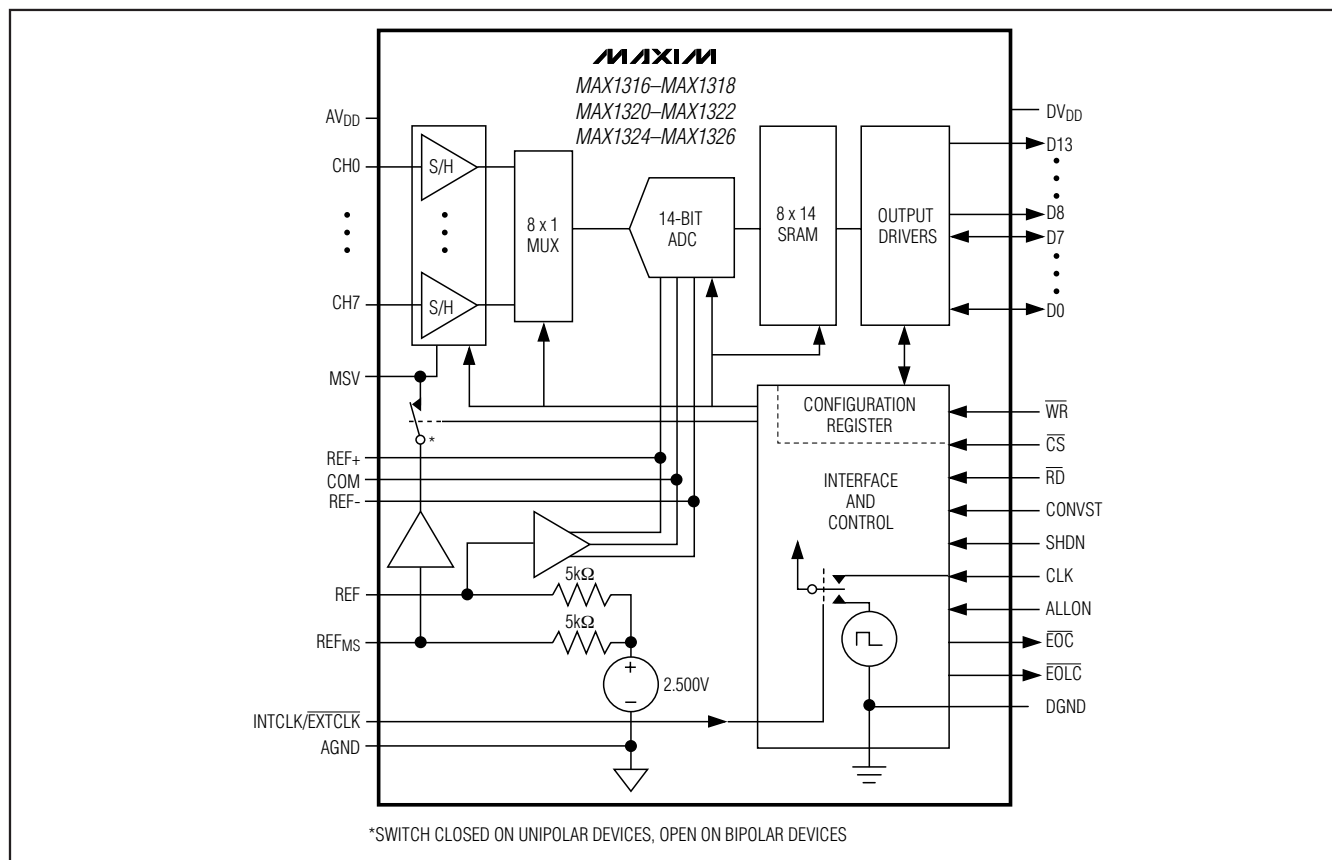 MAXIM
MAX1316–MAX1318
MAX1320–MAX1322
MAX1324–MAX1326
AVDD
DVDD
CH0
S/H
8 x 1
MUX
14-BIT
ADC
8 x 14
SRAM
OUTPUT
DRIVERS
D13
D8
D7
CH7
S/H
D0
MSV
*
CONFIGURATION
REGISTER
WR
CS
REF+
COM
REF-
INTERFACE
AND
CONTROL
RD
CONVST
SHDN
CLK
ALLON
EOC
EOLC
DGND
REF
5kΩ
REFMS
5kΩ
+
−
2.500V
INTCLK/EXTCLK
AGND
*SWITCH CLOSED ON UNIPOLAR DEVICES, OPEN ON BIPOLAR DEVICES